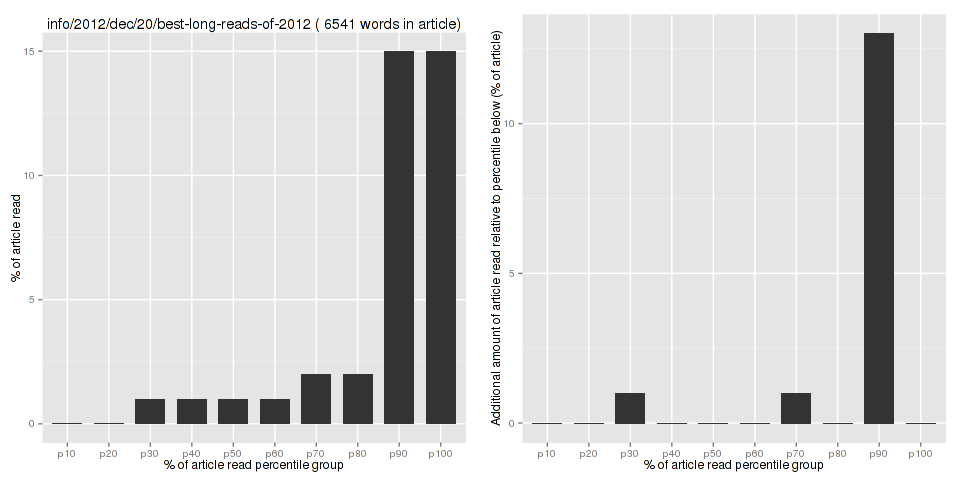 info/2012/dec/20/best-long-reads-of-2012 ( 6541 words in article)
% of article read
15
10
5
0
p10 p20 p30 p40 p50 p60 p70 p80 p90 p100
% of article read percentile group
Additional amount of article read relative to percentile below (% of article)
10
5
0
p10 p20 p30 p40 p50 p60 p70 p80 p90 p100
% of article read percentile group